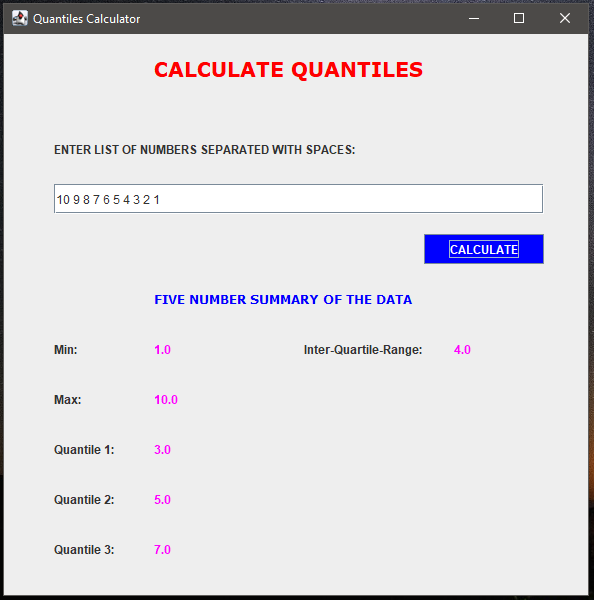 Quantiles Calculator
CALCULATE QUANTILES
ENTER LIST OF NUMBERS SEPARATED WITH SPACES:
10 9 8 7 6 5 4 3 2 1
CALCULATE
FIVE NUMBER SUMMARY OF THE DATA
Min: 1.0 Inter-Quartile-Range: 4.0
Max: 10.0
Quantile 1: 3.0
Quantile 2: 5.0
Quantile 3: 7.0